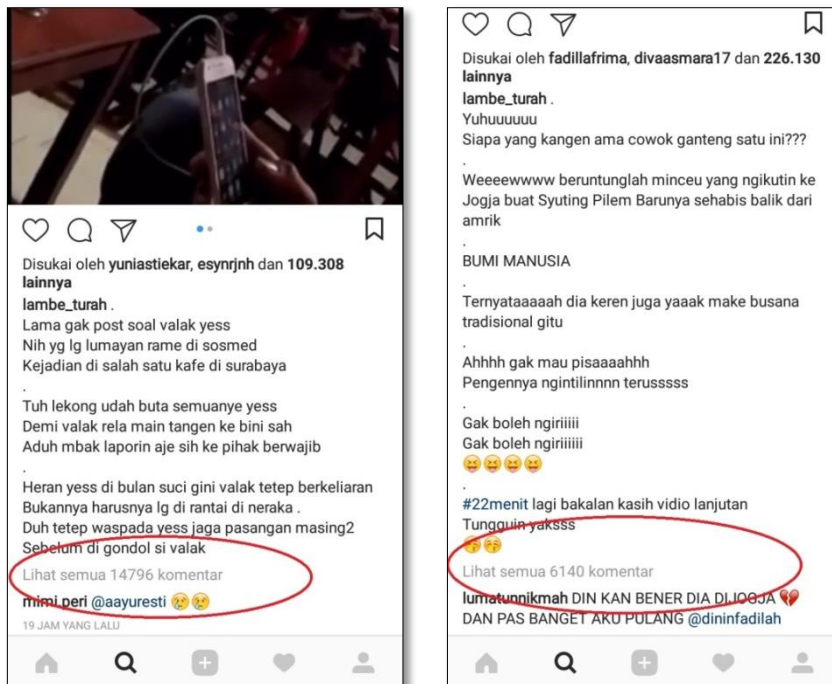 Disukai oleh yuniastiekar, esynrjnh dan 109.308
lainnya
lambe_turah .
Lama gak post soal valak yess
Nih yg lg lumayan rame di sosmed
Kejadian di salah satu kafe di surabaya
.
Tuh lekong udah buta semuanye yess
Demi valak rela main tangen ke bini sah
Aduh mbak laporin aje sih ke pihak berwajib
.
Heran yess di bulan suci gini valak tetep berkeliaran
Bukannya harusnya lg di rantai di neraka .
Duh tetep waspada yess jaga pasangan masing2
Sebelum di gondol si valak
Lihat semua 14796 komentar
mimi.peri @aayuresti 😢😢
19 JAM YANG LALU
Disukai oleh fadillafrima, divaasmara17 dan 226.130
lainnya
lambe_turah .
Yuhuuuuuu
Siapa yang kangen ama cowok ganteng satu ini???
.
Weeeewwww beruntunglah minceu yang ngikutin ke
Jogja buat Syuting Pilem Barunya sehabis balik dari
amrik
.
BUMI MANUSIA
.
Ternyataaaaah dia keren juga yaaak make busana
tradisional gitu
.
Ahhhh gak mau pisaaaahhh
Pengennya ngintilinnnn terusssss
.
Gak boleh ngiriiiii
Gak boleh ngiriiiiii
😝😝😝😝
.
#22menit lagi bakalan kasih vidio lanjutan
Tungguin yaksss
😚😚
Lihat semua 6140 komentar
lumatunnikmah DIN KAN BENER DIA DIJOGJA 💔
DAN PAS BANGET AKU PULANG @dininfadilah